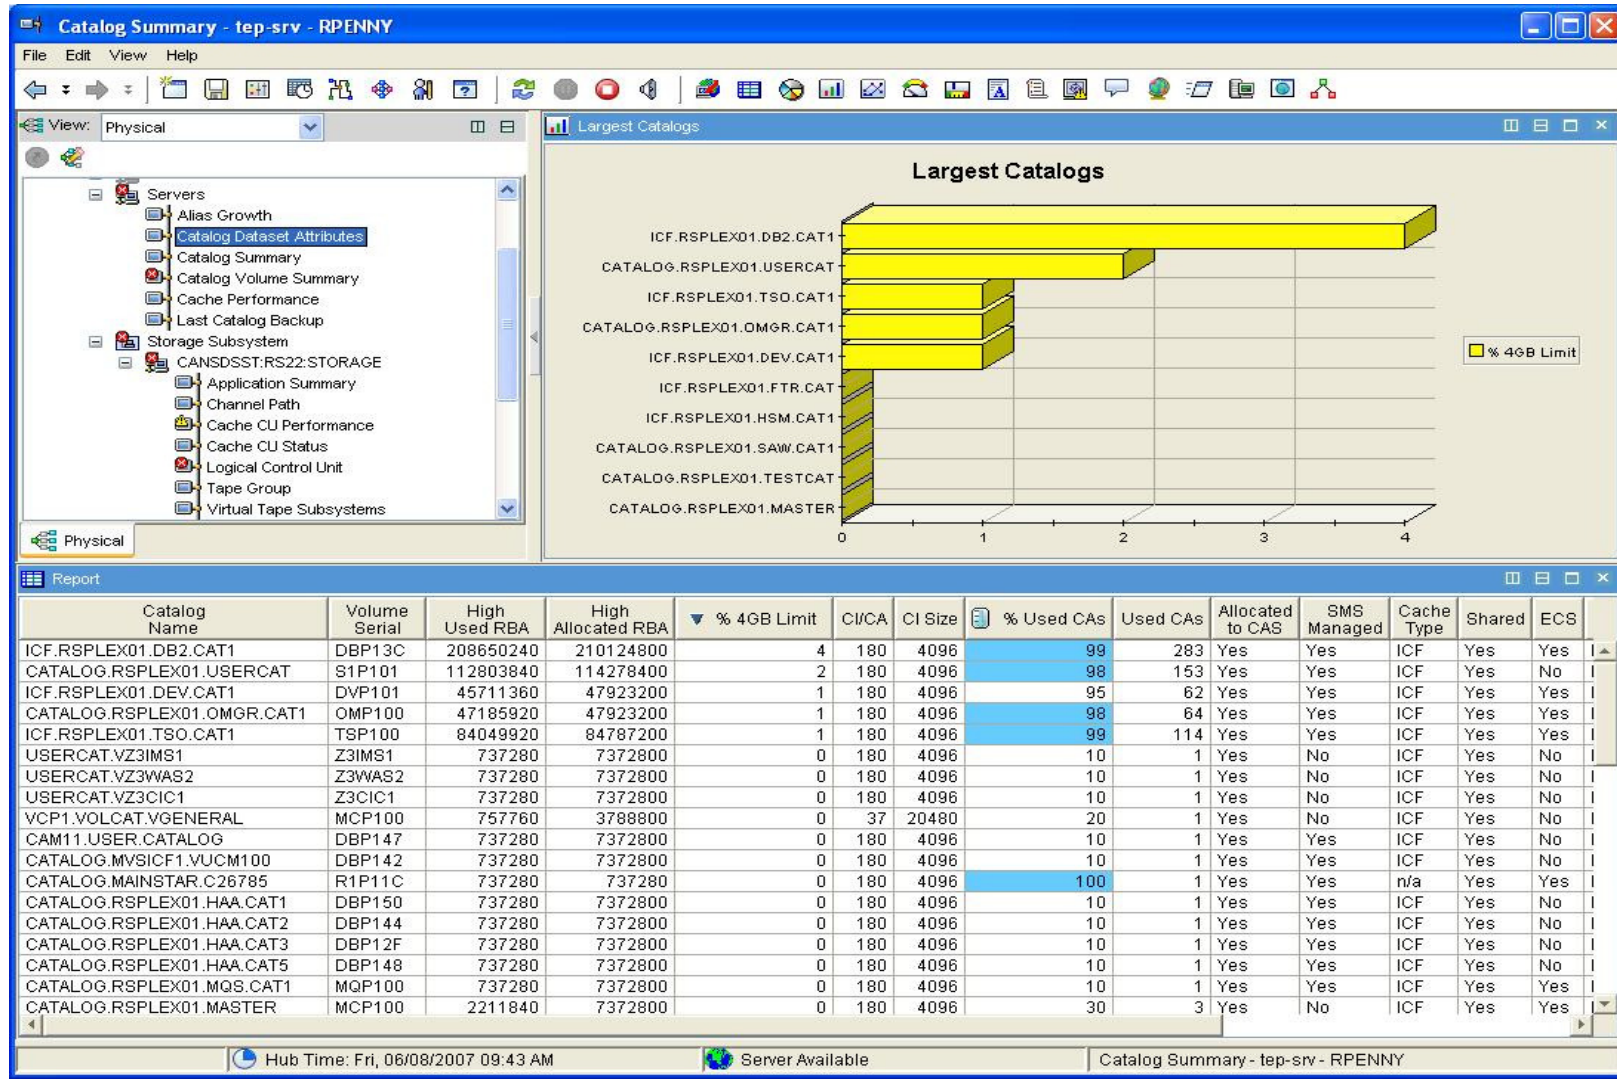 Catalog Summary - tep-srv - RPENNY
File Edit View Help
View: Physical
Servers
Alias Growth
Catalog Dataset Attributes
Catalog Summary
Catalog Volume Summary
Cache Performance
Last Catalog Backup
Storage Subsystem
CANSDSST:RS22:STORAGE
Application Summary
Channel Path
Cache CU Performance
Cache CU Status
Logical Control Unit
Tape Group
Virtual Tape Subsystems
Physical
Largest Catalogs
Largest Catalogs
ICF.RSPLEX01.DB2.CAT1
CATALOG.RSPLEX01.USERCAT
ICF.RSPLEX01.TSO.CAT1
CATALOG.RSPLEX01.OMGR.CAT1
ICF.RSPLEX01.DEV.CAT1
ICF.RSPLEX01.FTR.CAT
ICF.RSPLEX01.HSM.CAT1
CATALOG.RSPLEX01.SAW.CAT1
CATALOG.RSPLEX01.TESTCAT
CATALOG.RSPLEX01.MASTER
0 1 2 3 4
% 4GB Limit
Report
Catalog Name Volume Serial High Used RBA High Allocated RBA % 4GB Limit CI/CA CI Size % Used CAs Used CAs Allocated to CAS SMS Managed Cache Type Shared ECS
ICF.RSPLEX01.DB2.CAT1 DBP13C 208650240 210124800 4 180 4096 99 283 Yes Yes ICF Yes Yes
CATALOG.RSPLEX01.USERCAT S1P101 112803840 114278400 2 180 4096 98 153 Yes Yes ICF Yes No
ICF.RSPLEX01.DEV.CAT1 DVP101 45711360 47923200 1 180 4096 95 62 Yes Yes ICF Yes Yes
CATALOG.RSPLEX01.OMGR.CAT1 OMP100 47185920 47923200 1 180 4096 98 64 Yes Yes ICF Yes Yes
ICF.RSPLEX01.TSO.CAT1 TSP100 84049920 84787200 1 180 4096 99 114 Yes Yes ICF Yes Yes
USERCAT.VZ3IMS1 Z3IMS1 737280 7372800 0 180 4096 10 1 Yes No ICF Yes No
USERCAT.VZ3WAS2 Z3WAS2 737280 7372800 0 180 4096 10 1 Yes No ICF Yes No
USERCAT.VZ3CIC1 Z3CIC1 737280 7372800 0 180 4096 10 1 Yes No ICF Yes No
VCP1.VOLCAT.VGENERAL MCP100 757760 3788800 0 37 20480 20 1 Yes No ICF Yes No
CAM11.USER.CATALOG DBP147 737280 7372800 0 180 4096 10 1 Yes Yes ICF Yes No
CATALOG.MVSICF1.VUCM100 DBP142 737280 7372800 0 180 4096 10 1 Yes Yes ICF Yes No
CATALOG.MAINSTAR.C26785 R1P11C 737280 737280 0 180 4096 100 1 Yes Yes n/a Yes Yes
CATALOG.RSPLEX01.HAA.CAT1 DBP150 737280 7372800 0 180 4096 10 1 Yes Yes ICF Yes No
CATALOG.RSPLEX01.HAA.CAT2 DBP144 737280 7372800 0 180 4096 10 1 Yes Yes ICF Yes No
CATALOG.RSPLEX01.HAA.CAT3 DBP12F 737280 7372800 0 180 4096 10 1 Yes Yes ICF Yes No
CATALOG.RSPLEX01.HAA.CAT5 DBP148 737280 7372800 0 180 4096 10 1 Yes Yes ICF Yes No
CATALOG.RSPLEX01.MQS.CAT1 MQP100 737280 7372800 0 180 4096 10 1 Yes Yes ICF Yes Yes
CATALOG.RSPLEX01.MASTER MCP100 2211840 7372800 0 180 4096 30 3 Yes No ICF Yes Yes
Hub Time: Fri, 06/08/2007 09:43 AM Server Available Catalog Summary - tep-srv - RPENNY